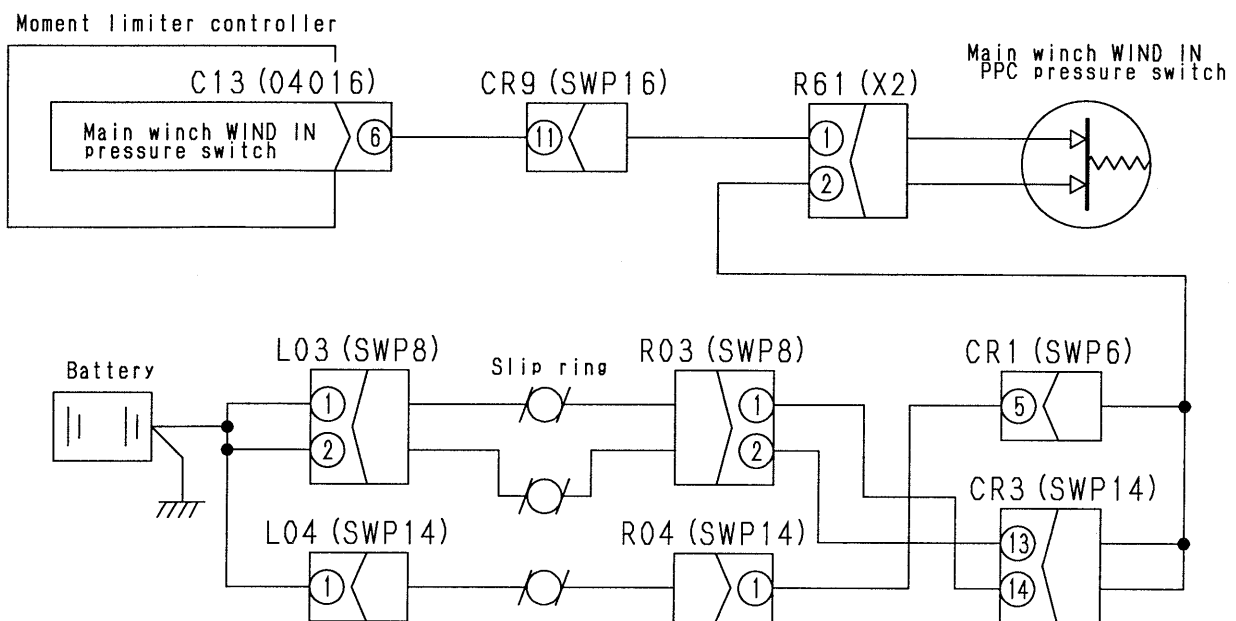 Moment limiter controller
C13 (04016)
Main winch WIND IN
pressure switch
6
CR9 (SWP16)
11
R61 (X2)
1
2
Main winch WIND IN
PPC pressure switch
Battery
L03 (SWP8)
1
2
Slip ring
R03 (SWP8)
1
2
CR1 (SWP6)
5
L04 (SWP14)
1
R04 (SWP14)
1
CR3 (SWP14)
13
14